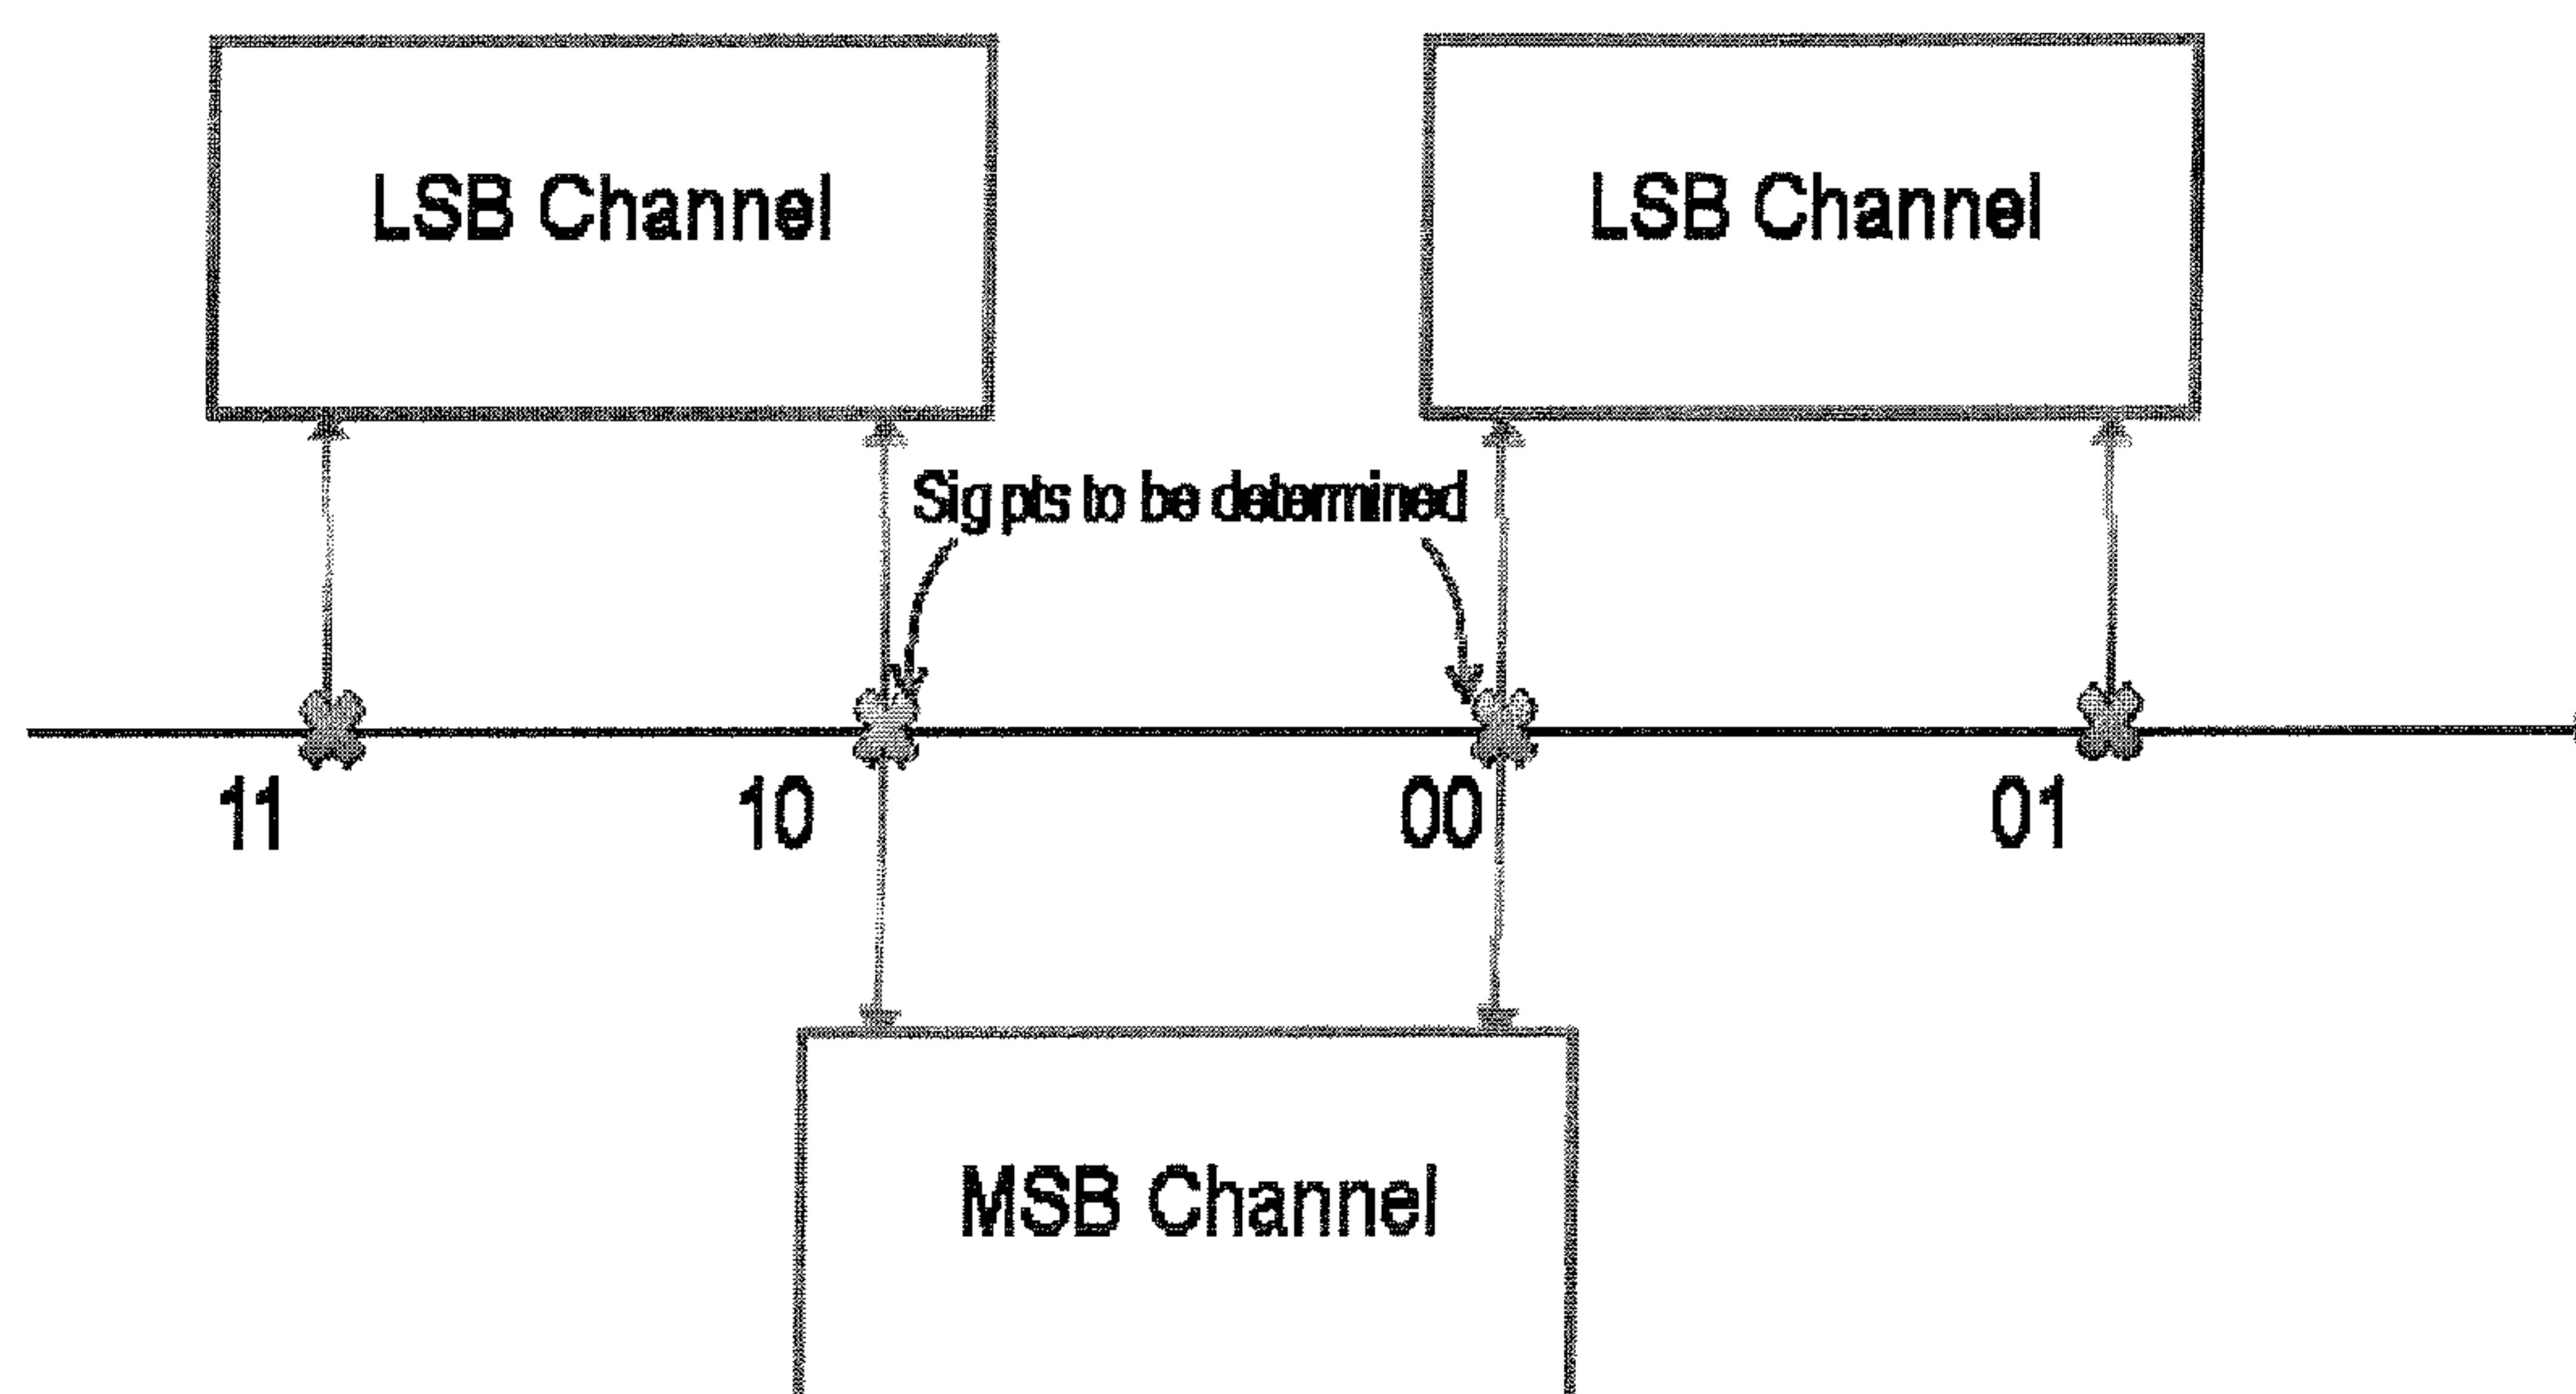 LSB Channel
LSB Channel
Sig pts to be determined
11
10
00
01
MSB Channel